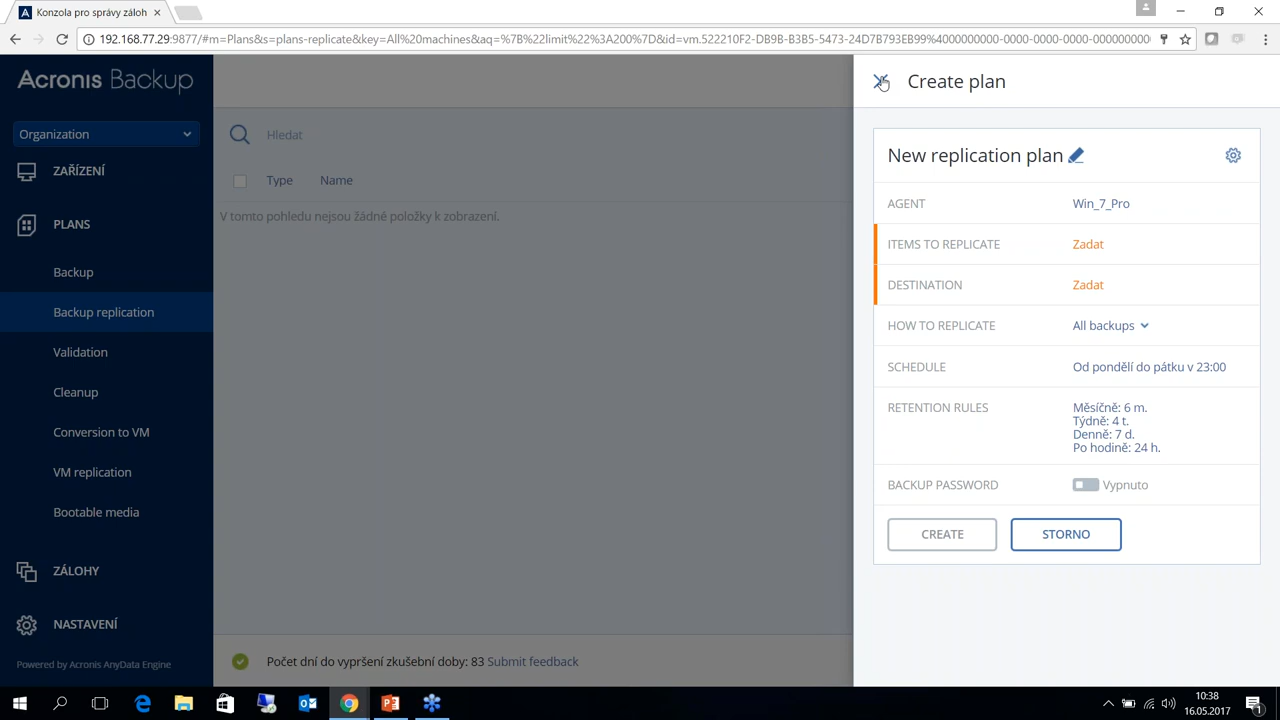 Konzola pro správy záloh
192.168.77.29:9877/#m=Plans&s=plans-replicate&key=All%20machines&aq=%7B%22limit%22%3A200%7D&id=vm.522210F2-DB9B-B3B5-5473-24D7B793EB99%4000000000-0000-0000-0000-000000000
Acronis Backup
Organization
ZAŘÍZENÍ
PLANS
Backup
Backup replication
Validation
Cleanup
Conversion to VM
VM replication
Bootable media
ZÁLOHY
NASTAVENÍ
Powered by Acronis AnyData Engine
Hledat
Type Name
V tomto pohledu nejsou žádné položky k zobrazení.
Počet dní do vypršení zkušební doby: 83 Submit feedback
Create plan
New replication plan
AGENT Win_7_Pro
ITEMS TO REPLICATE Zadat
DESTINATION Zadat
HOW TO REPLICATE All backups
SCHEDULE Od pondělí do pátku v 23:00
RETENTION RULES Měsíčně: 6 m.
Týdně: 4 t.
Denně: 7 d.
Po hodině: 24 h.
BACKUP PASSWORD Vypnuto
CREATE STORNO
10:38
16.05.2017